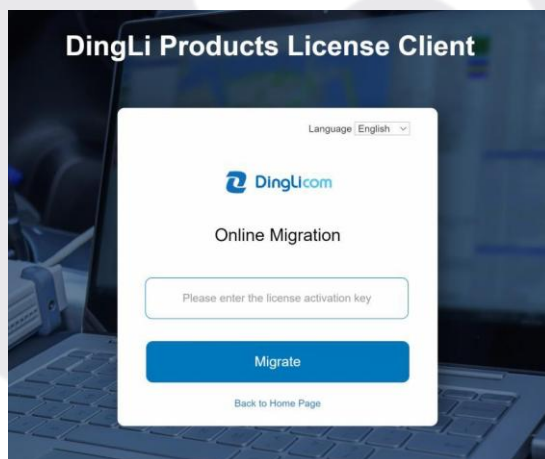 DingLi Products License Client
Language English
DingLicom
Online Migration
Please enter the license activation key
Migrate
Back to Home Page